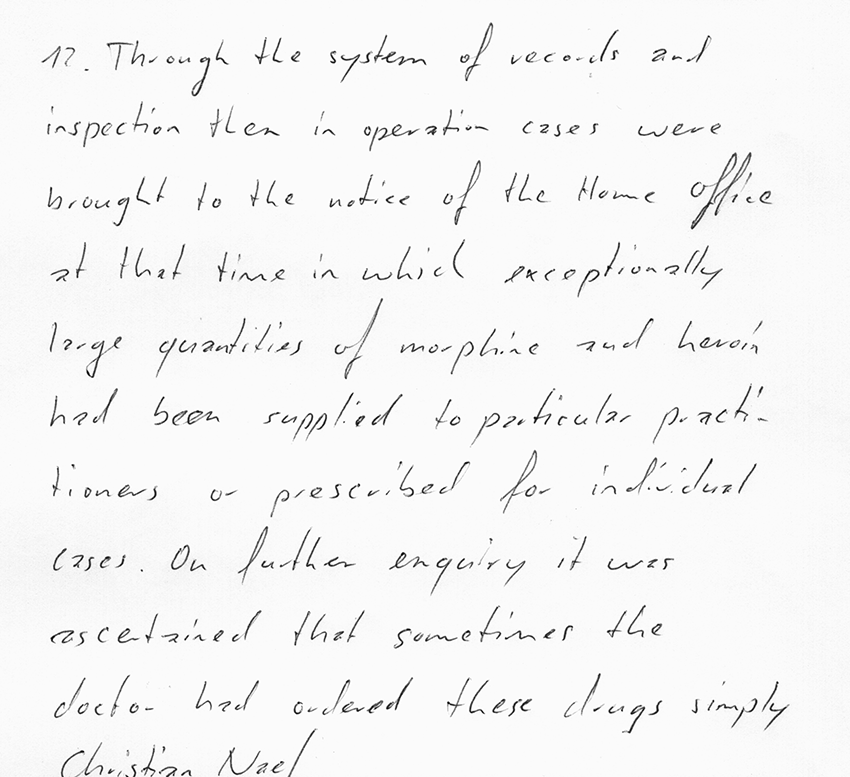 12. Through the system of records and
inspection then in operation cases were
brought to the notice of the Home Office
at that time in which exceptionally
large quantities of morphine and heroin
had been supplied to particular practi-
tioners or prescribed for individual
cases. On further enquiry it was
ascertained that sometimes the
doctor had ordered these drugs simply
Christian Nael